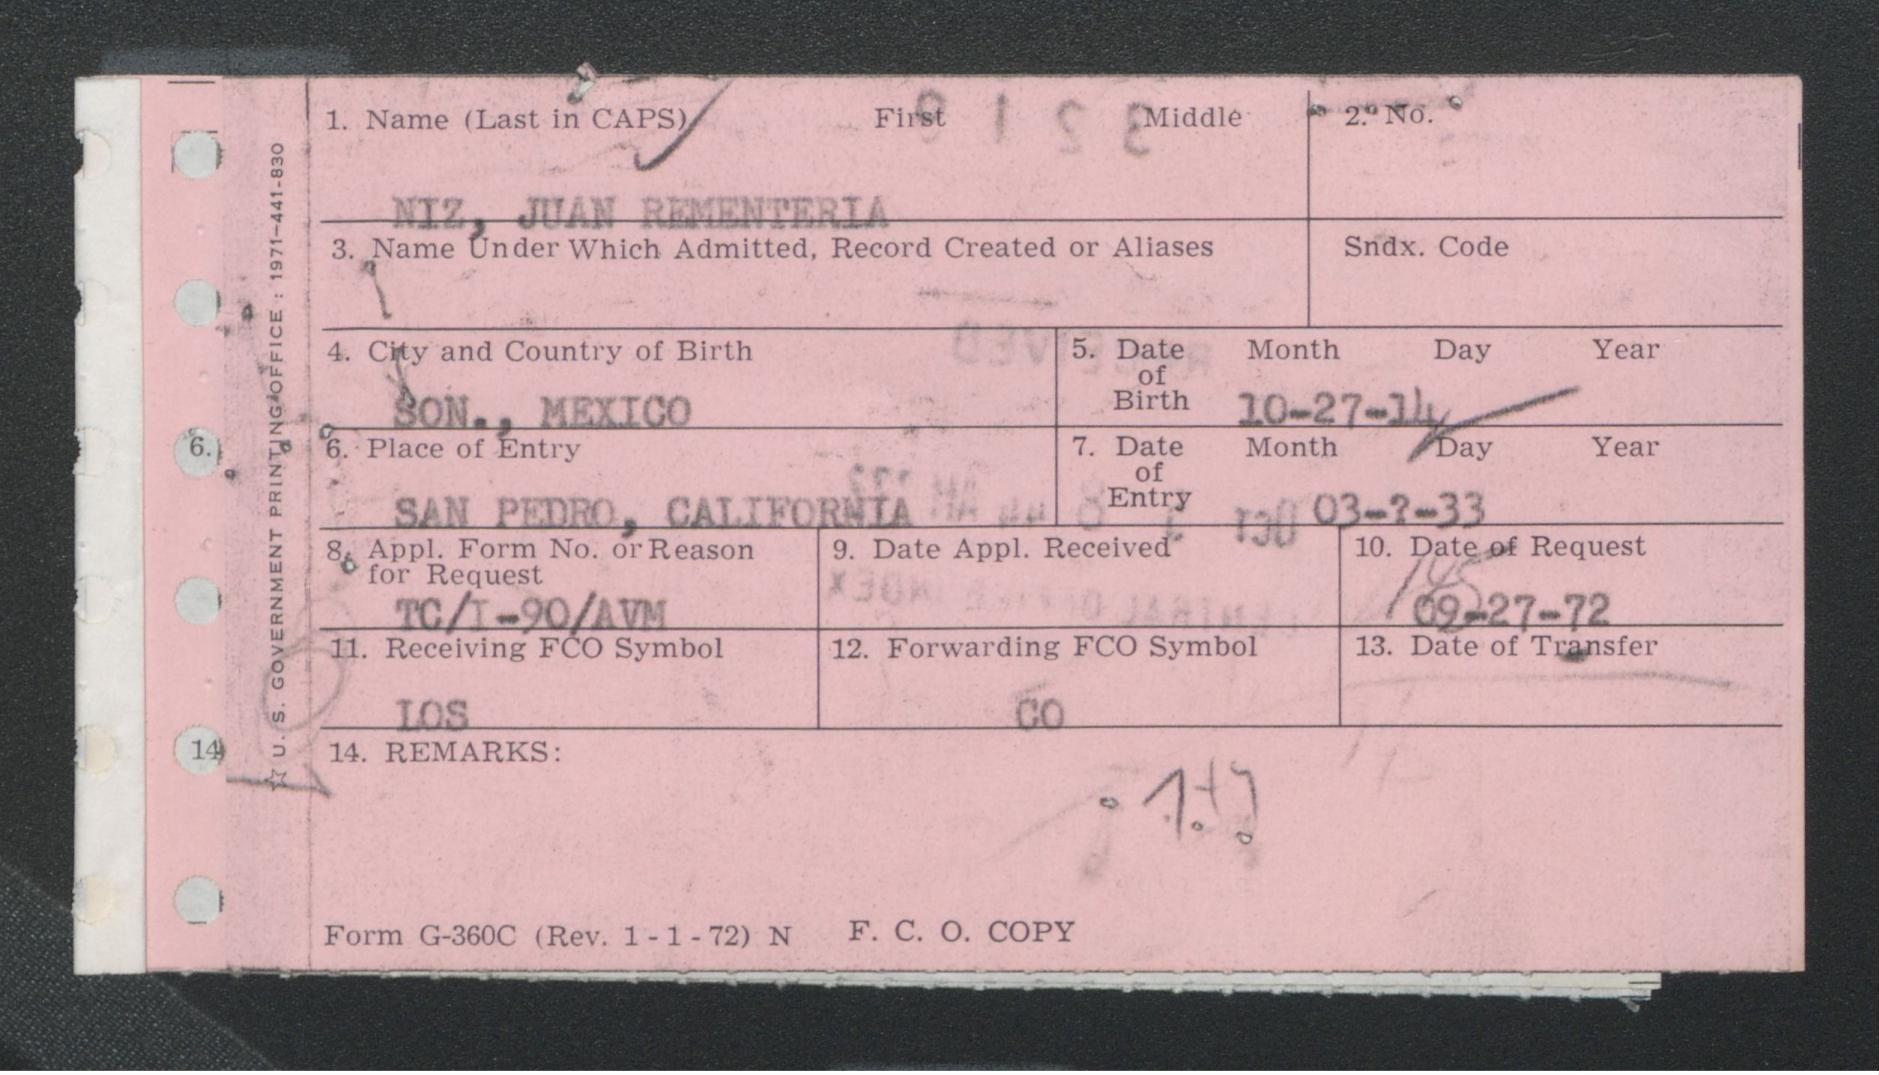 1. Name (Last in CAPS) First Middle 2. No.
NIZ, JUAN REMENTERIA
3. Name Under Which Admitted, Record Created or Aliases Sndx. Code
4. City and Country of Birth 5. Date of Birth Month Day Year
SON., MEXICO 10-27-14
6. 6. Place of Entry 7. Date of Entry Month Day Year
SAN PEDRO, CALIFORNIA 03-?-33
8. Appl. Form No. or Reason for Request 9. Date Appl. Received 10. Date of Request
TC/I-90/AVM 09-27-72
11. Receiving FCO Symbol 12. Forwarding FCO Symbol 13. Date of Transfer
LOS CO
14 14. REMARKS:
Form G-360C (Rev. 1-1-72) N F. C. O. COPY
☆ U. S. GOVERNMENT PRINTING OFFICE: 1971-441-830